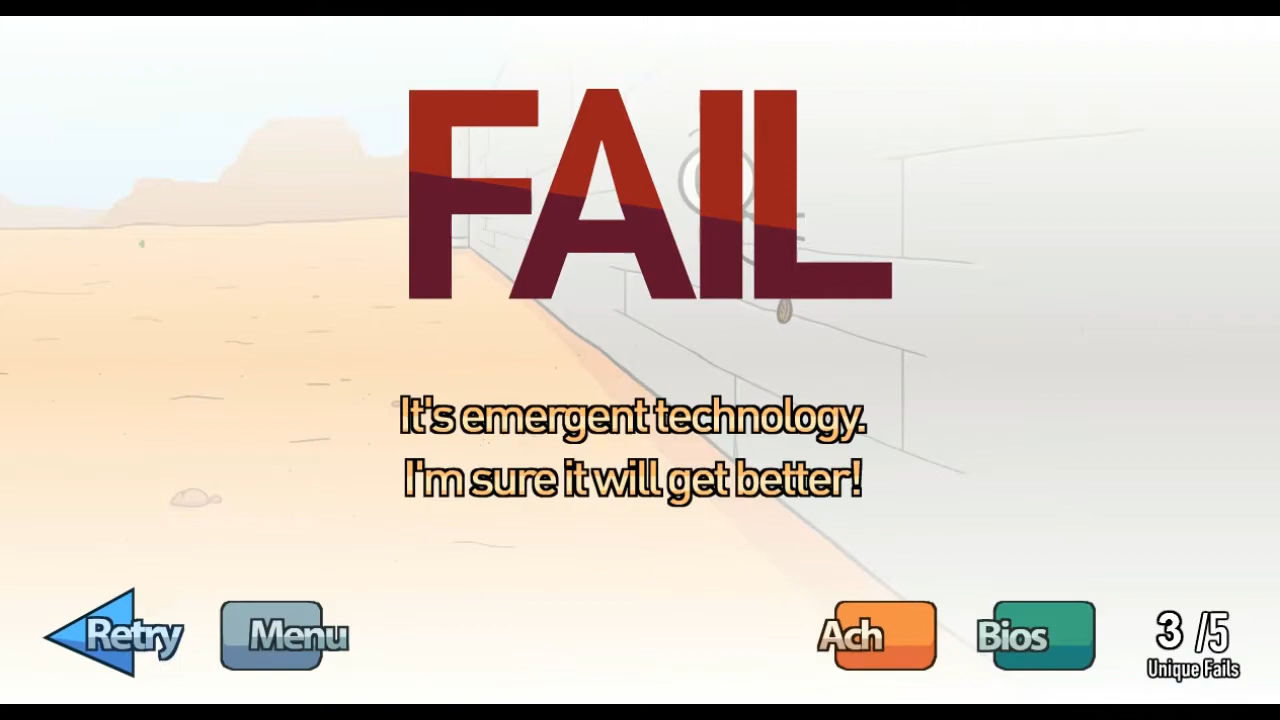 FAIL
It's emergent technology.
I'm sure it will get better!
Retry
Menu
Ach
Bios
3/5
Unique Fails